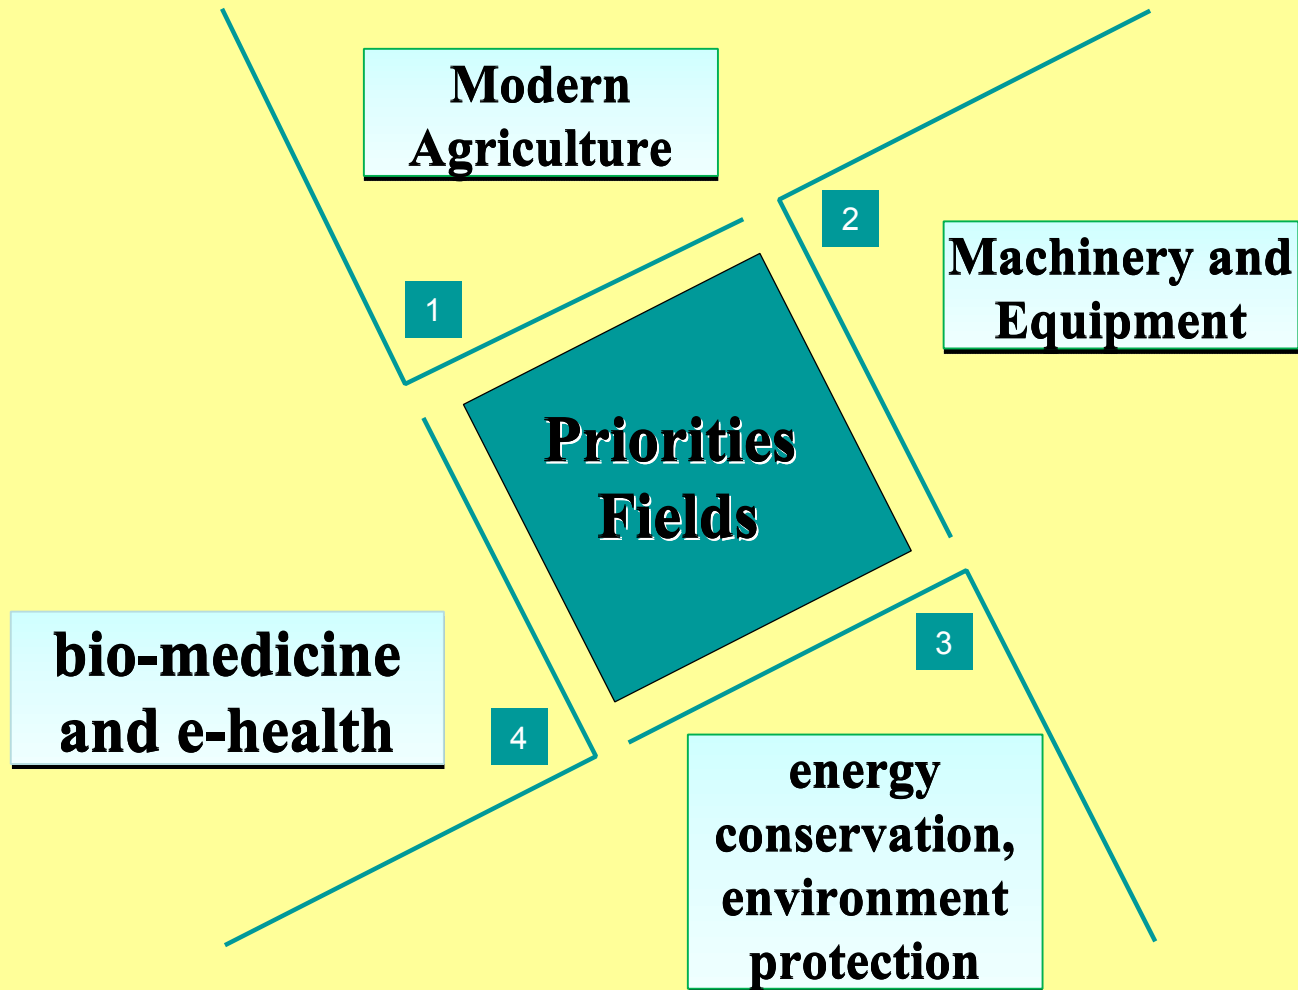 Modern
Agriculture
1
2
Machinery and
Equipment
Priorities
Fields
bio-medicine
and e-health
4
3
energy
conservation,
environment
protection